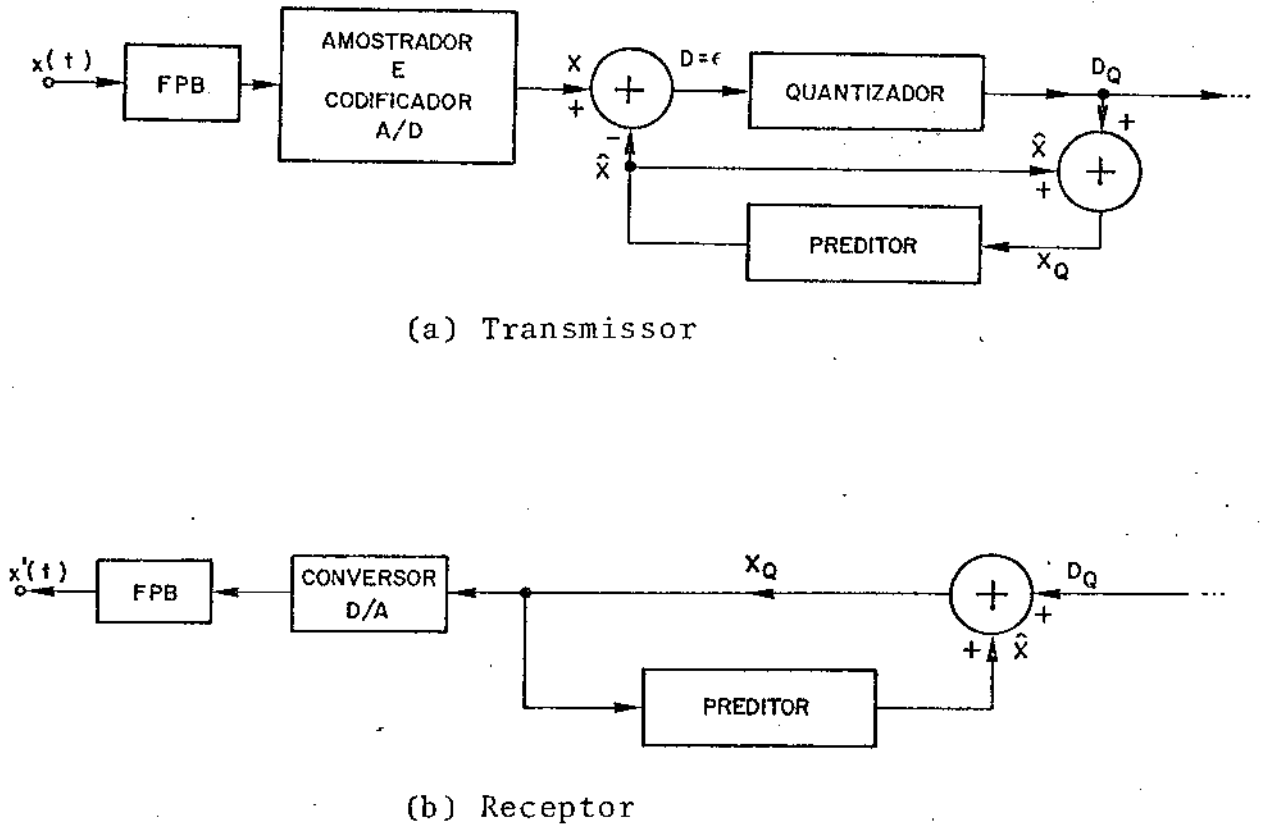 x(t)
FPB
AMOSTRADOR
E
CODIFICADOR
A/D
X
+
+
-
X̂
D=ϵ
QUANTIZADOR
D_Q
+
X̂
+
+
PREDITOR
X_Q
(a) Transmissor
x'(t)
FPB
CONVERSOR
D/A
X_Q
+
D_Q
+
+
X̂
PREDITOR
(b) Receptor